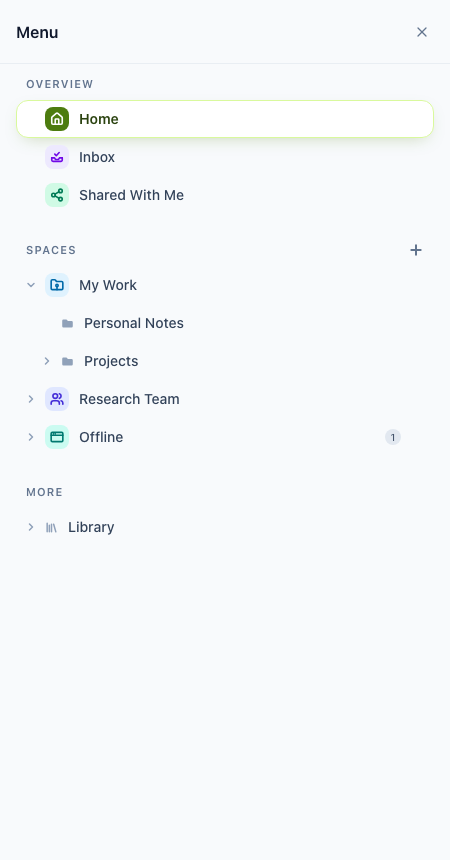 Menu
OVERVIEW
Home
Inbox
Shared With Me
SPACES
My Work
Personal Notes
Projects
Research Team
Offline 1
MORE
Library